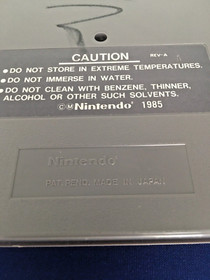 CAUTION
REV-A
• DO NOT STORE IN EXTREME TEMPERATURES.
• DO NOT IMMERSE IN WATER.
• DO NOT CLEAN WITH BENZENE, THINNER,
ALCOHOL OR OTHER SUCH SOLVENTS.
©Ⓜ Nintendo® 1985
Nintendo
PAT. PEND. MADE IN JAPAN